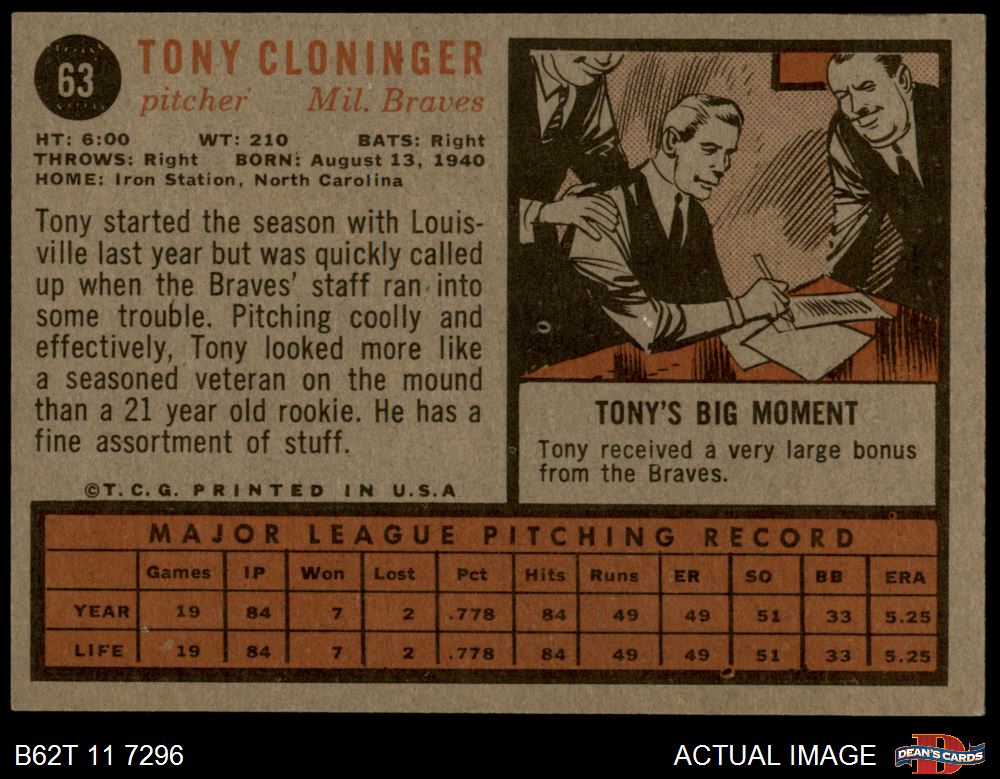 63
TONY CLONINGER
pitcher Mil. Braves
HT: 6:00 WT: 210 BATS: Right
THROWS: Right BORN: August 13, 1940
HOME: Iron Station, North Carolina
Tony started the season with Louis-
ville last year but was quickly called
up when the Braves' staff ran into
some trouble. Pitching coolly and
effectively, Tony looked more like
a seasoned veteran on the mound
than a 21 year old rookie. He has a
fine assortment of stuff.
©T.C.G. PRINTED IN U.S.A
TONY'S BIG MOMENT
Tony received a very large bonus
from the Braves.
MAJOR LEAGUE PITCHING RECORD
Games IP Won Lost Pct Hits Runs ER SO BB ERA
YEAR 19 84 7 2 .778 84 49 49 51 33 5.25
LIFE 19 84 7 2 .778 84 49 49 51 33 5.25
B62T 11 7296
ACTUAL IMAGE
D
DEAN'S CARDS